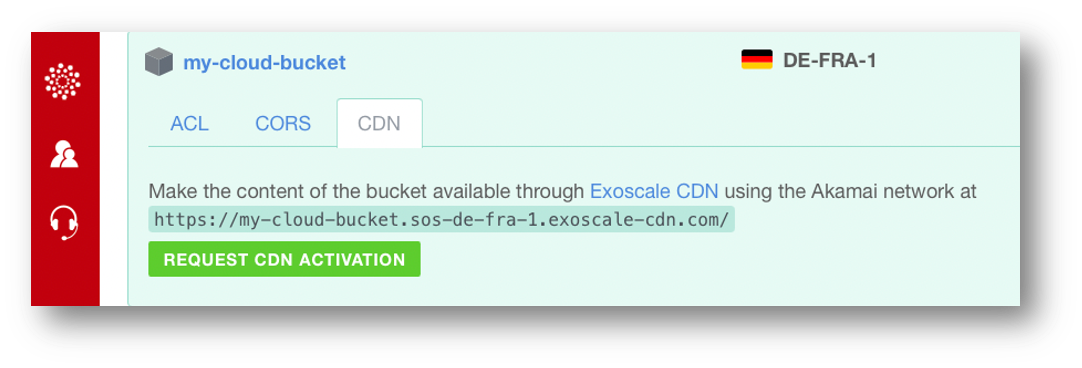 my-cloud-bucket DE-FRA-1
ACL CORS CDN
Make the content of the bucket available through Exoscale CDN using the Akamai network at
https://my-cloud-bucket.sos-de-fra-1.exoscale-cdn.com/
REQUEST CDN ACTIVATION